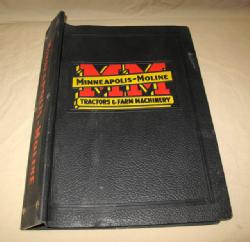 MM
MINNEAPOLIS-MOLINE
TRACTORS & FARM MACHINERY
MINNEAPOLIS-MOLINE